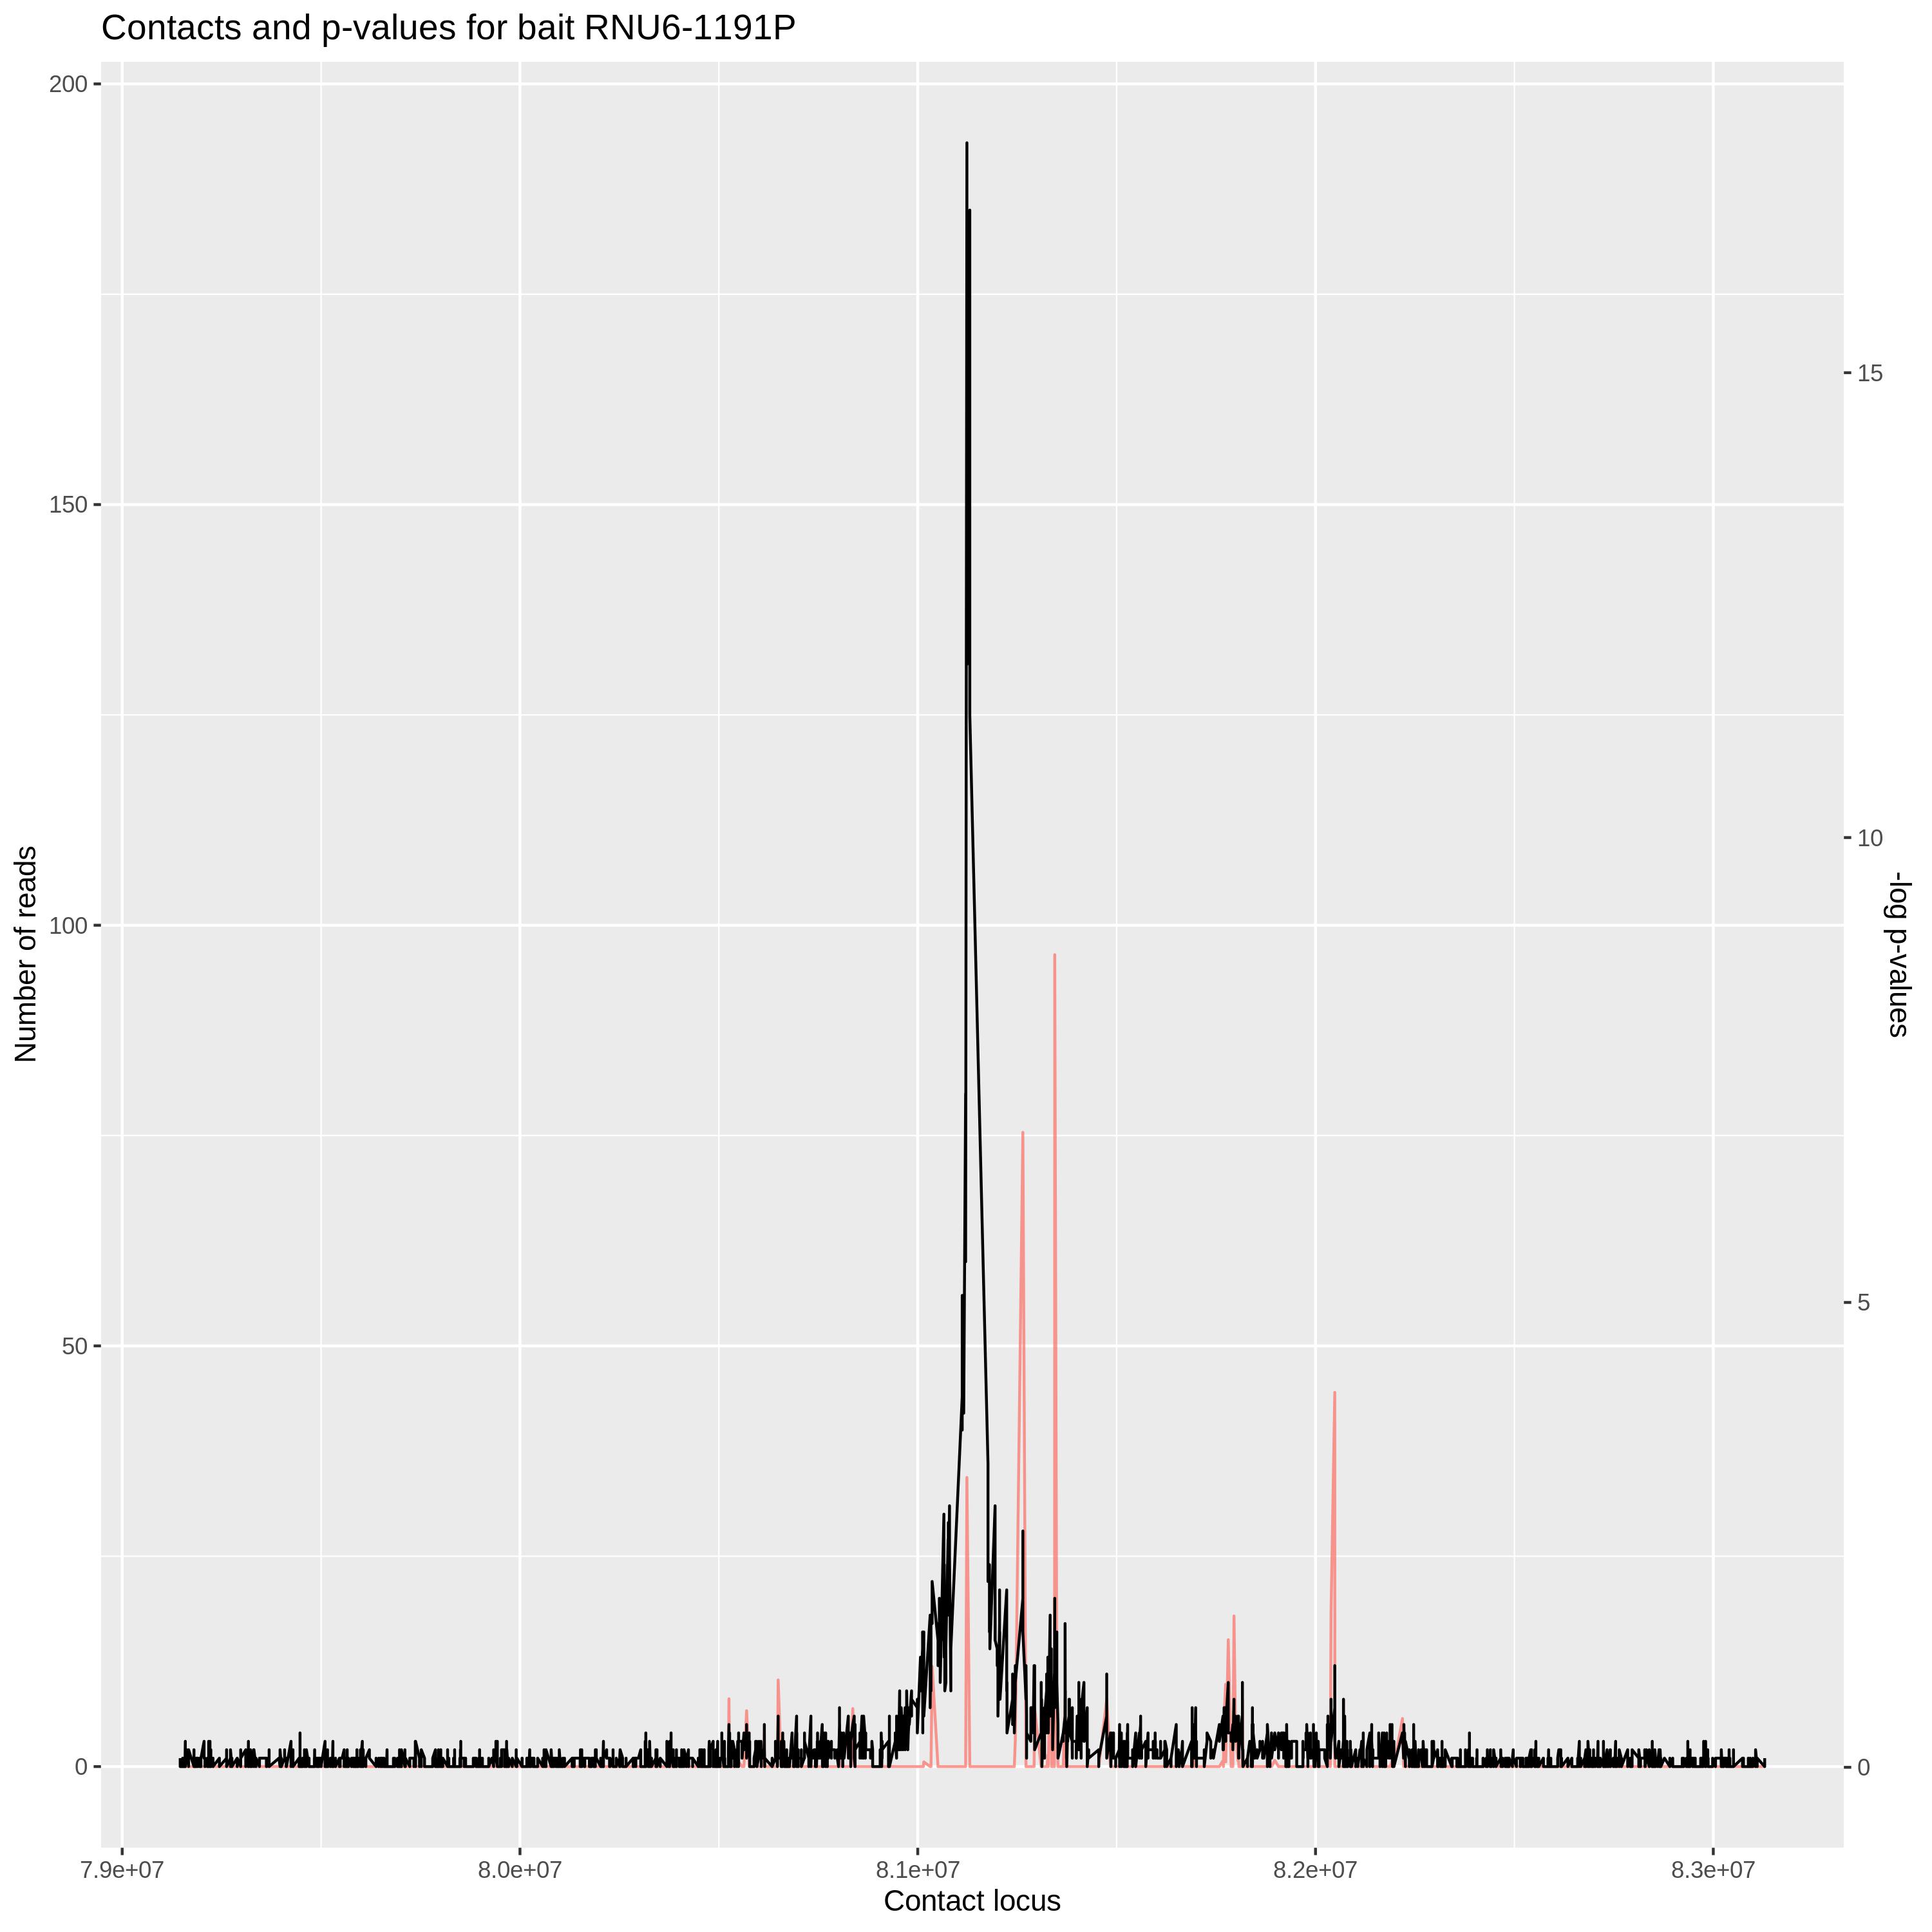 Contacts and p-values for bait RNU6-1191P
200
150
100
50
0
Number of reads
15
10
5
0
-log p-values
7.9e+07
8.0e+07
8.1e+07
8.2e+07
8.3e+07
Contact locus